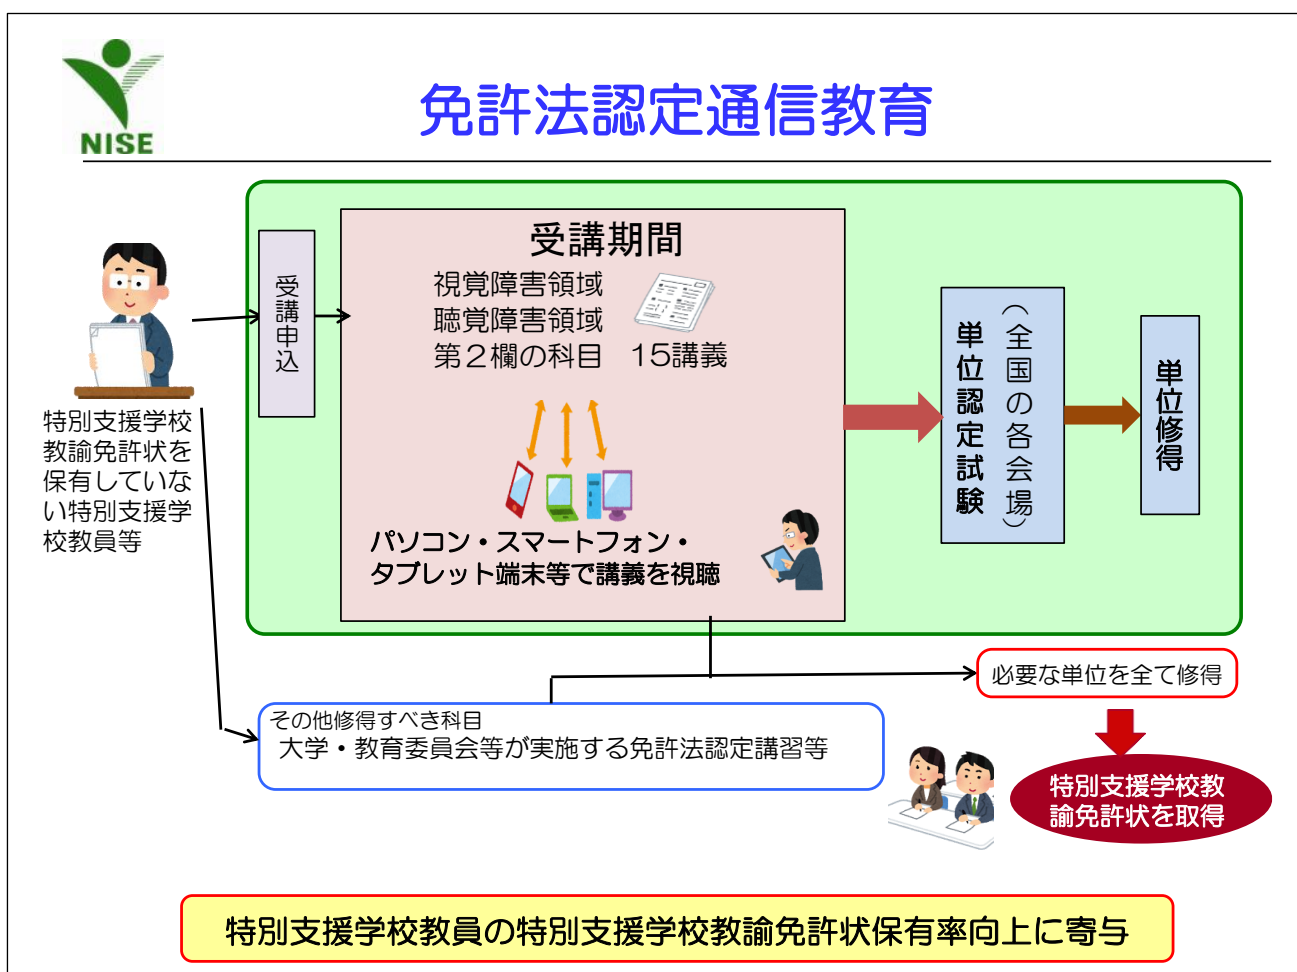 NISE
免許法認定通信教育
特別支援学校
教諭免許状を
保有していな
い特別支援学
校教員等
受講申込
受講期間
視覚障害領域
聴覚障害領域
第２欄の科目　15講義
パソコン・スマートフォン・
タブレット端末等で講義を視聴
（全国の各会場）
単位認定試験
単位修得
必要な単位を全て修得
その他修得すべき科目
大学・教育委員会等が実施する免許法認定講習等
特別支援学校教
諭免許状を取得
特別支援学校教員の特別支援学校教諭免許状保有率向上に寄与